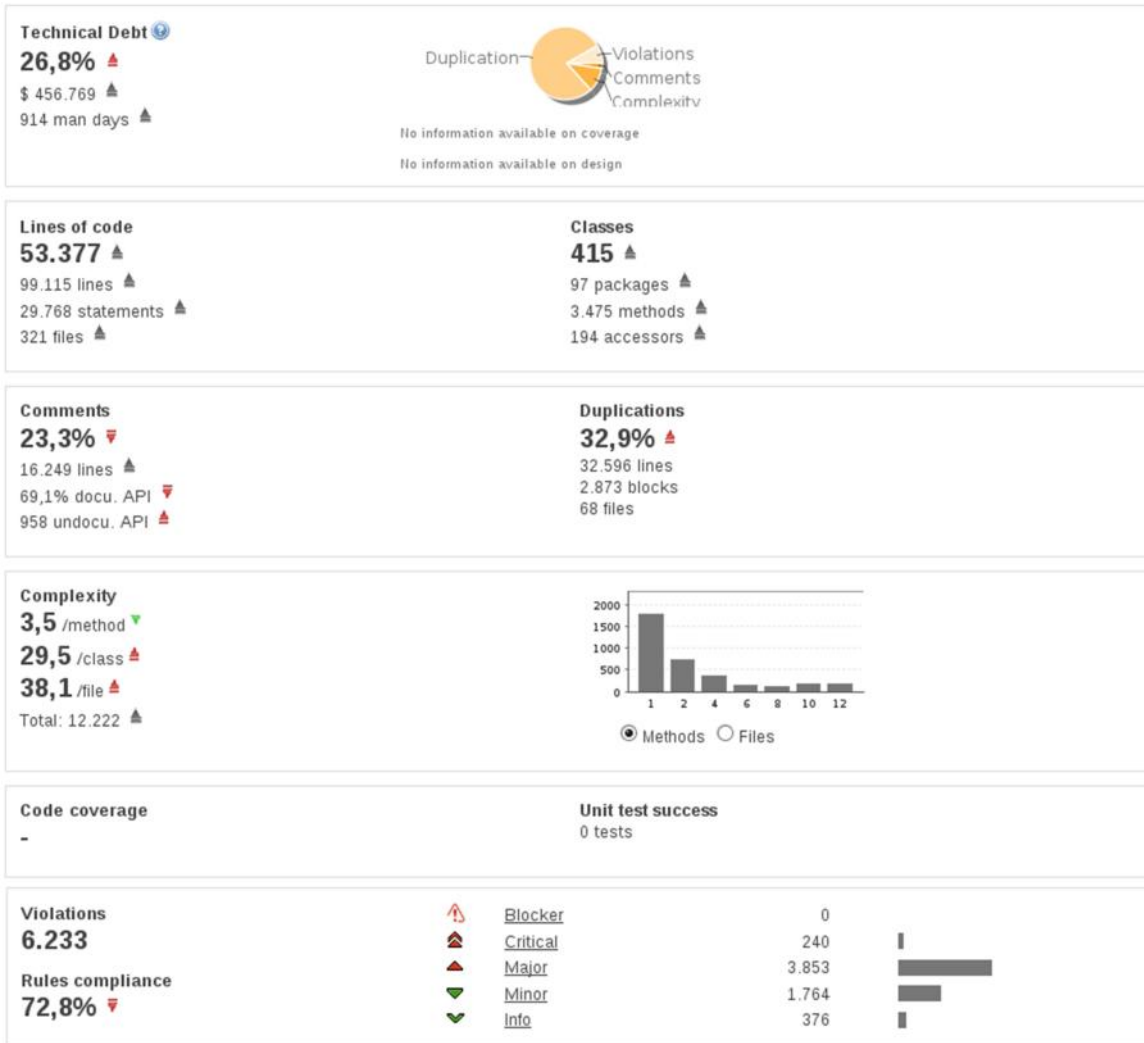 Technical Debt
26,8%
$ 456.769
914 man days
Duplication
Violations
Comments
Complexity
No information available on coverage
No information available on design
Lines of code
53.377
99.115 lines
29.768 statements
321 files
Classes
415
97 packages
3.475 methods
194 accessors
Comments
23,3%
16.249 lines
69,1% docu. API
958 undocu. API
Duplications
32,9%
32.596 lines
2.873 blocks
68 files
Complexity
3,5 /method
29,5 /class
38,1 /file
Total: 12.222
2000
1500
1000
500
0
1 2 4 6 8 10 12
Methods Files
Code coverage
-
Unit test success
0 tests
Violations
6.233
Rules compliance
72,8%
Blocker 0
Critical 240
Major 3.853
Minor 1.764
Info 376